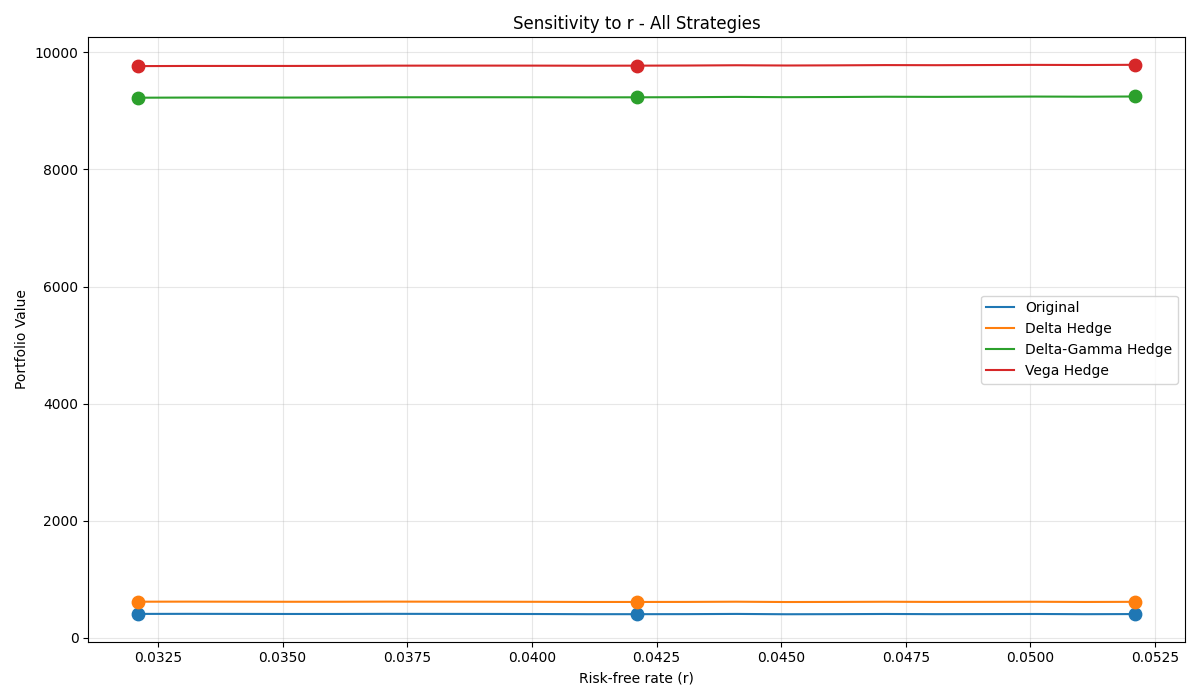 Sensitivity to r - All Strategies
Portfolio Value
10000
8000
6000
4000
2000
0
Original
Delta Hedge
Delta-Gamma Hedge
Vega Hedge
0.0325 0.0350 0.0375 0.0400 0.0425 0.0450 0.0475 0.0500 0.0525
Risk-free rate (r)